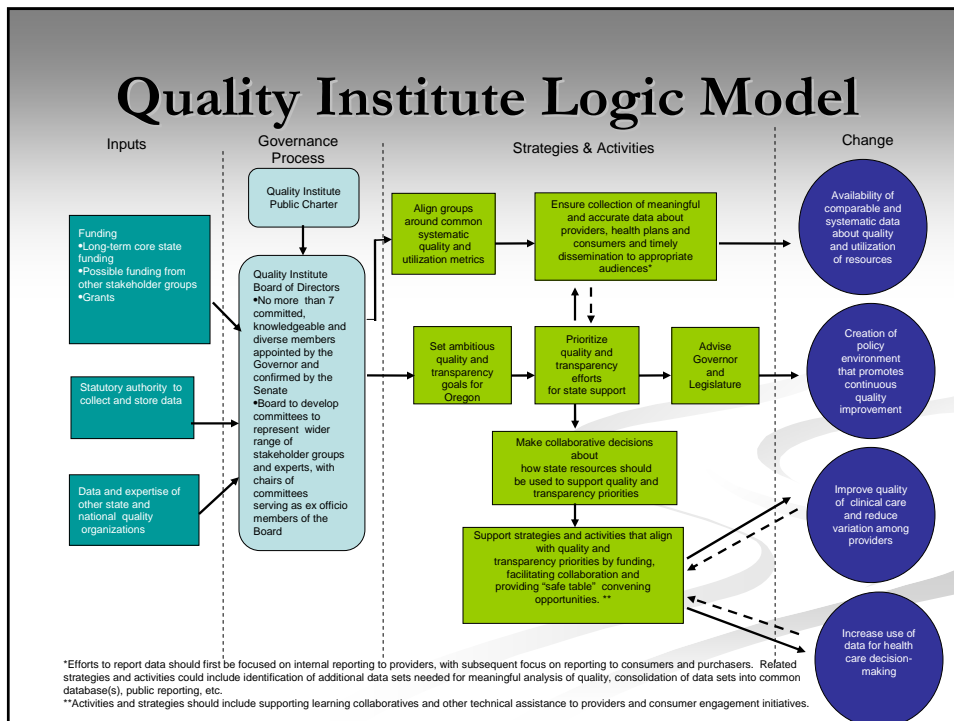 Quality Institute Logic Model
Inputs
Governance
Process
Strategies & Activities
Change
Funding
•Long-term core state
funding
•Possible funding from
other stakeholder groups
•Grants
Statutory authority to
collect and store data
Data and expertise of
other state and
national quality
organizations
Quality Institute
Public Charter
Quality Institute
Board of Directors
•No more than 7
committed,
knowledgeable and
diverse members
appointed by the
Governor and
confirmed by the
Senate
•Board to develop
committees to
represent wider
range of
stakeholder groups
and experts, with
chairs of
committees
serving as ex officio
members of the
Board
Align groups
around common
systematic
quality and
utilization metrics
Ensure collection of meaningful
and accurate data about
providers, health plans and
consumers and timely
dissemination to appropriate
audiences*
Set ambitious
quality and
transparency
goals for
Oregon
Prioritize
quality and
transparency
efforts
for state support
Advise
Governor
and
Legislature
Make collaborative decisions
about
how state resources should
be used to support quality and
transparency priorities
Support strategies and activities that align
with quality and
transparency priorities by funding,
facilitating collaboration and
providing “safe table” convening
opportunities. **
Availability of
comparable and
systematic data
about quality
and utilization
of resources
Creation of
policy
environment
that promotes
continuous
quality
improvement
Improve quality
of clinical care
and reduce
variation among
providers
Increase use of
data for health
care decision-
making
*Efforts to report data should first be focused on internal reporting to providers, with subsequent focus on reporting to consumers and purchasers. Related
strategies and activities could include identification of additional data sets needed for meaningful analysis of quality, consolidation of data sets into common
database(s), public reporting, etc.
**Activities and strategies should include supporting learning collaboratives and other technical assistance to providers and consumer engagement initiatives.